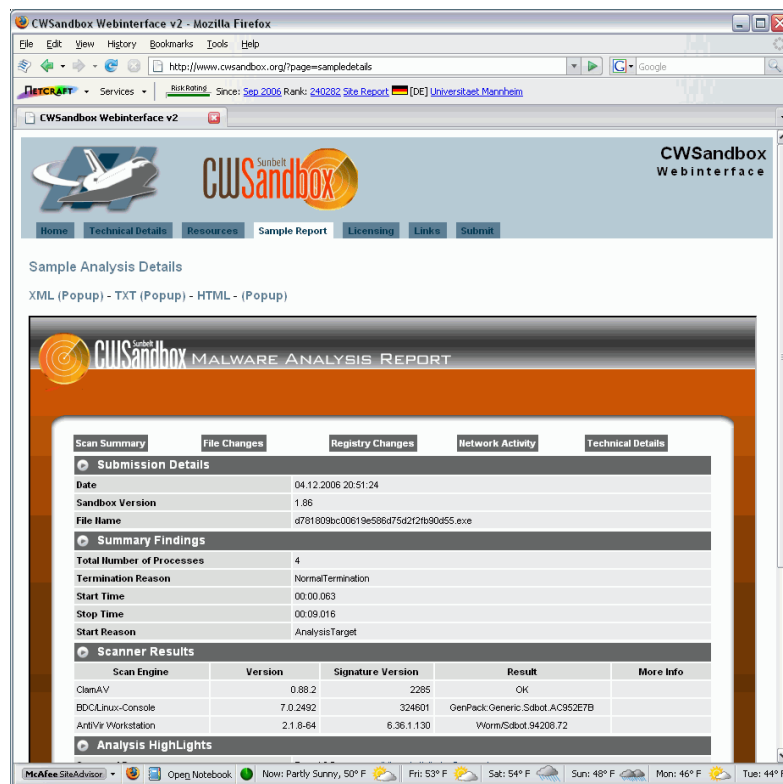 CWSandbox Webinterface v2 - Mozilla Firefox
File Edit View History Bookmarks Tools Help
http://www.cwsandbox.org/?page=sampledetails
G Google
NETCRAFT Services Risk Rating Since: Sep 2006 Rank: 240282 Site Report [DE] Universitaet Mannheim
CWSandbox Webinterface v2
Sunbelt
CWSandbox
CWSandbox
Webinterface
Home Technical Details Resources Sample Report Licensing Links Submit
Sample Analysis Details
XML (Popup) - TXT (Popup) - HTML - (Popup)
Sunbelt
CWSandbox MALWARE ANALYSIS REPORT
Scan Summary File Changes Registry Changes Network Activity Technical Details
Submission Details
Date 04.12.2006 20:51:24
Sandbox Version 1.86
File Name d781809bc00619e586d75d2f2fb90d55.exe
Summary Findings
Total Number of Processes 4
Termination Reason NormalTermination
Start Time 00:00.063
Stop Time 00:09.016
Start Reason AnalysisTarget
Scanner Results
Scan Engine Version Signature Version Result More Info
ClamAV 0.88.2 2285 OK
BDC/Linux-Console 7.0.2492 324601 GenPack:Generic.Sdbot.AC952E7B
AntiVir Workstation 2.1.8-64 6.36.1.130 Worm/Sdbot.94208.72
Analysis HighLights
McAfee SiteAdvisor Open Notebook Now: Partly Sunny, 50° F Fri: 53° F Sat: 54° F Sun: 48° F Mon: 46° F Tue: 44° F